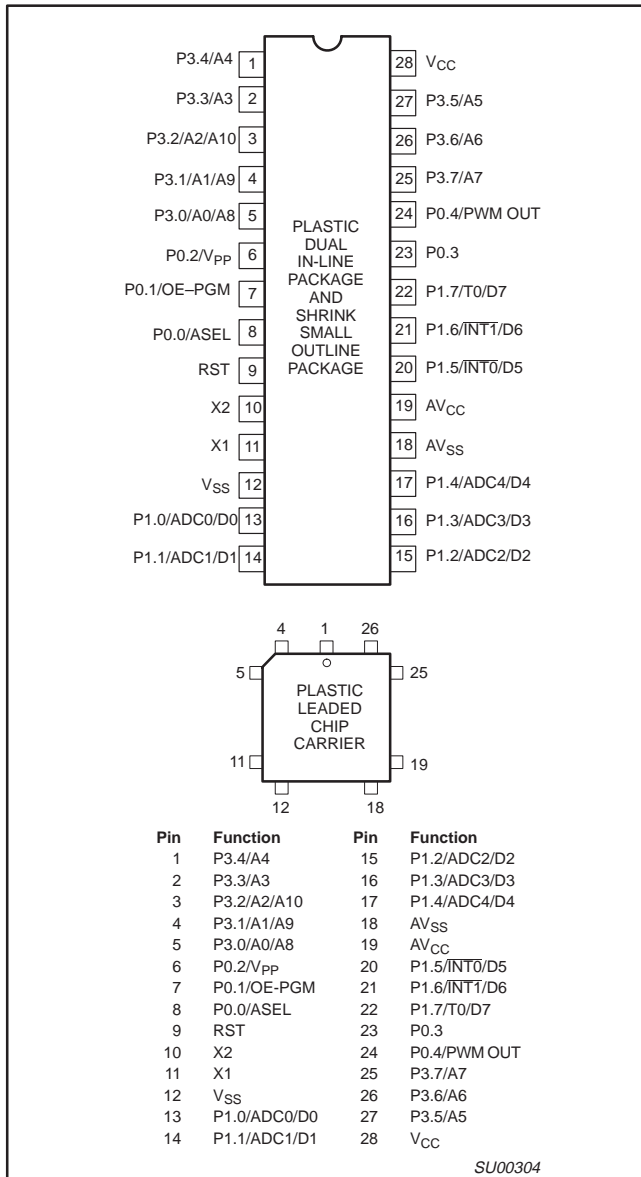 P3.4/A4 1 28 VCC
P3.3/A3 2 27 P3.5/A5
P3.2/A2/A10 3 26 P3.6/A6
P3.1/A1/A9 4 25 P3.7/A7
P3.0/A0/A8 5 24 P0.4/PWM OUT
P0.2/VPP 6 23 P0.3
P0.1/OE–PGM 7 22 P1.7/T0/D7
P0.0/ASEL 8 21 P1.6/INT1/D6
RST 9 20 P1.5/INT0/D5
X2 10 19 AVCC
X1 11 18 AVSS
VSS 12 17 P1.4/ADC4/D4
P1.0/ADC0/D0 13 16 P1.3/ADC3/D3
P1.1/ADC1/D1 14 15 P1.2/ADC2/D2
PLASTIC
DUAL
IN-LINE
PACKAGE
AND
SHRINK
SMALL
OUTLINE
PACKAGE
4 1 26
5 25
PLASTIC
LEADED
CHIP
CARRIER
11 19
12 18
Pin Function Pin Function
1 P3.4/A4 15 P1.2/ADC2/D2
2 P3.3/A3 16 P1.3/ADC3/D3
3 P3.2/A2/A10 17 P1.4/ADC4/D4
4 P3.1/A1/A9 18 AVSS
5 P3.0/A0/A8 19 AVCC
6 P0.2/VPP 20 P1.5/INT0/D5
7 P0.1/OE-PGM 21 P1.6/INT1/D6
8 P0.0/ASEL 22 P1.7/T0/D7
9 RST 23 P0.3
10 X2 24 P0.4/PWM OUT
11 X1 25 P3.7/A7
12 VSS 26 P3.6/A6
13 P1.0/ADC0/D0 27 P3.5/A5
14 P1.1/ADC1/D1 28 VCC
SU00304